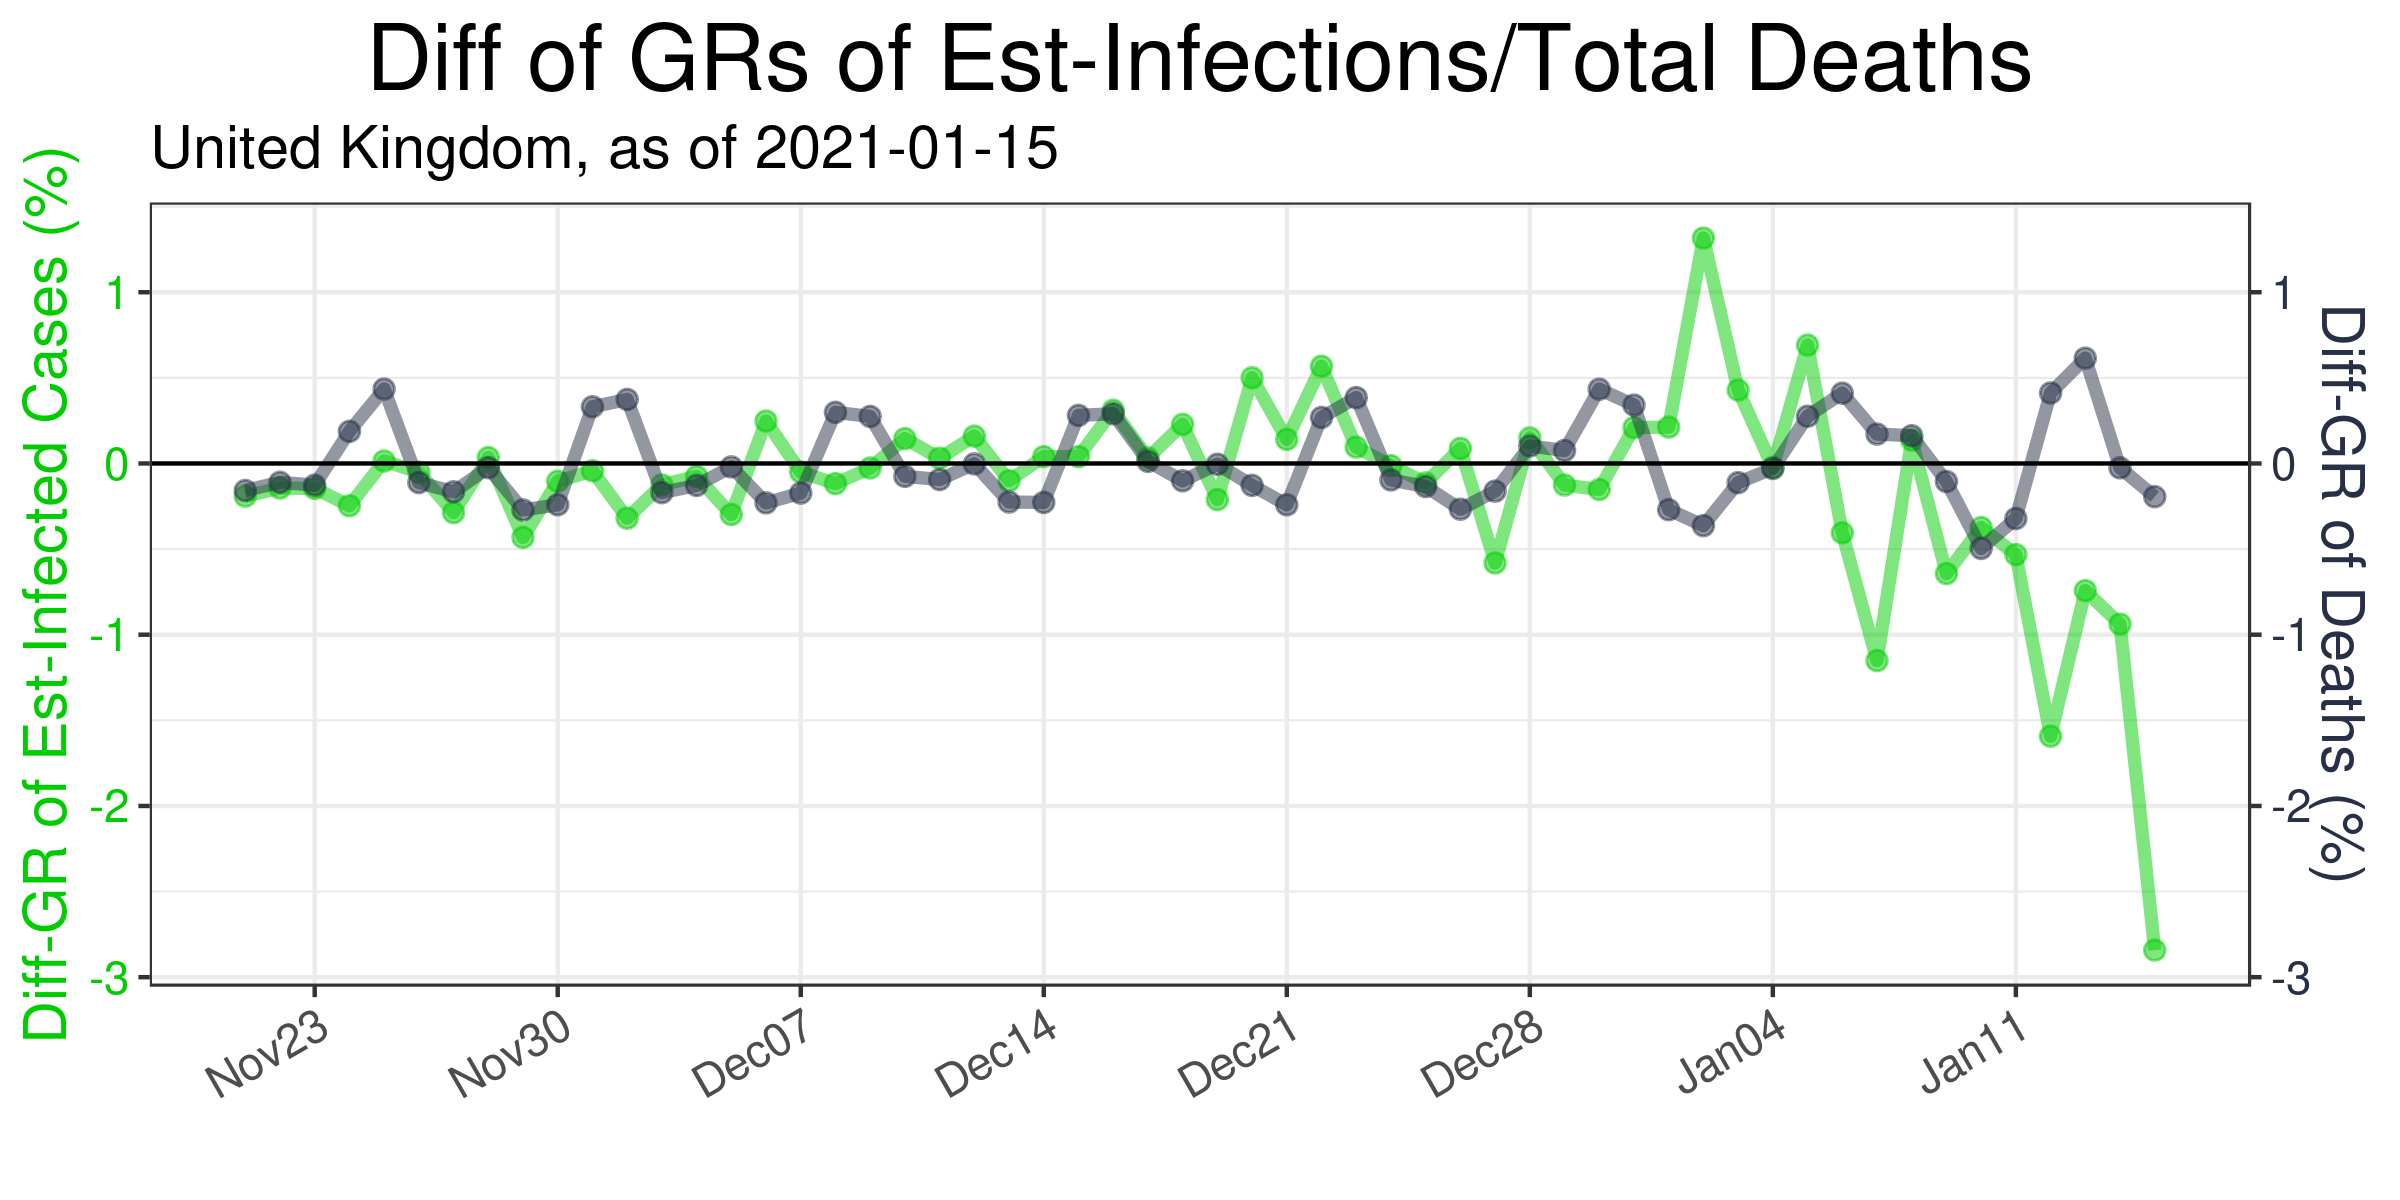 Diff of GRs of Est-Infections/Total Deaths
United Kingdom, as of 2021-01-15
Diff-GR of Est-Infected Cases (%)
1
0
-1
-2
-3
1
0
-1
-2
-3
Diff-GR of Deaths (%)
Nov23
Nov30
Dec07
Dec14
Dec21
Dec28
Jan04
Jan11